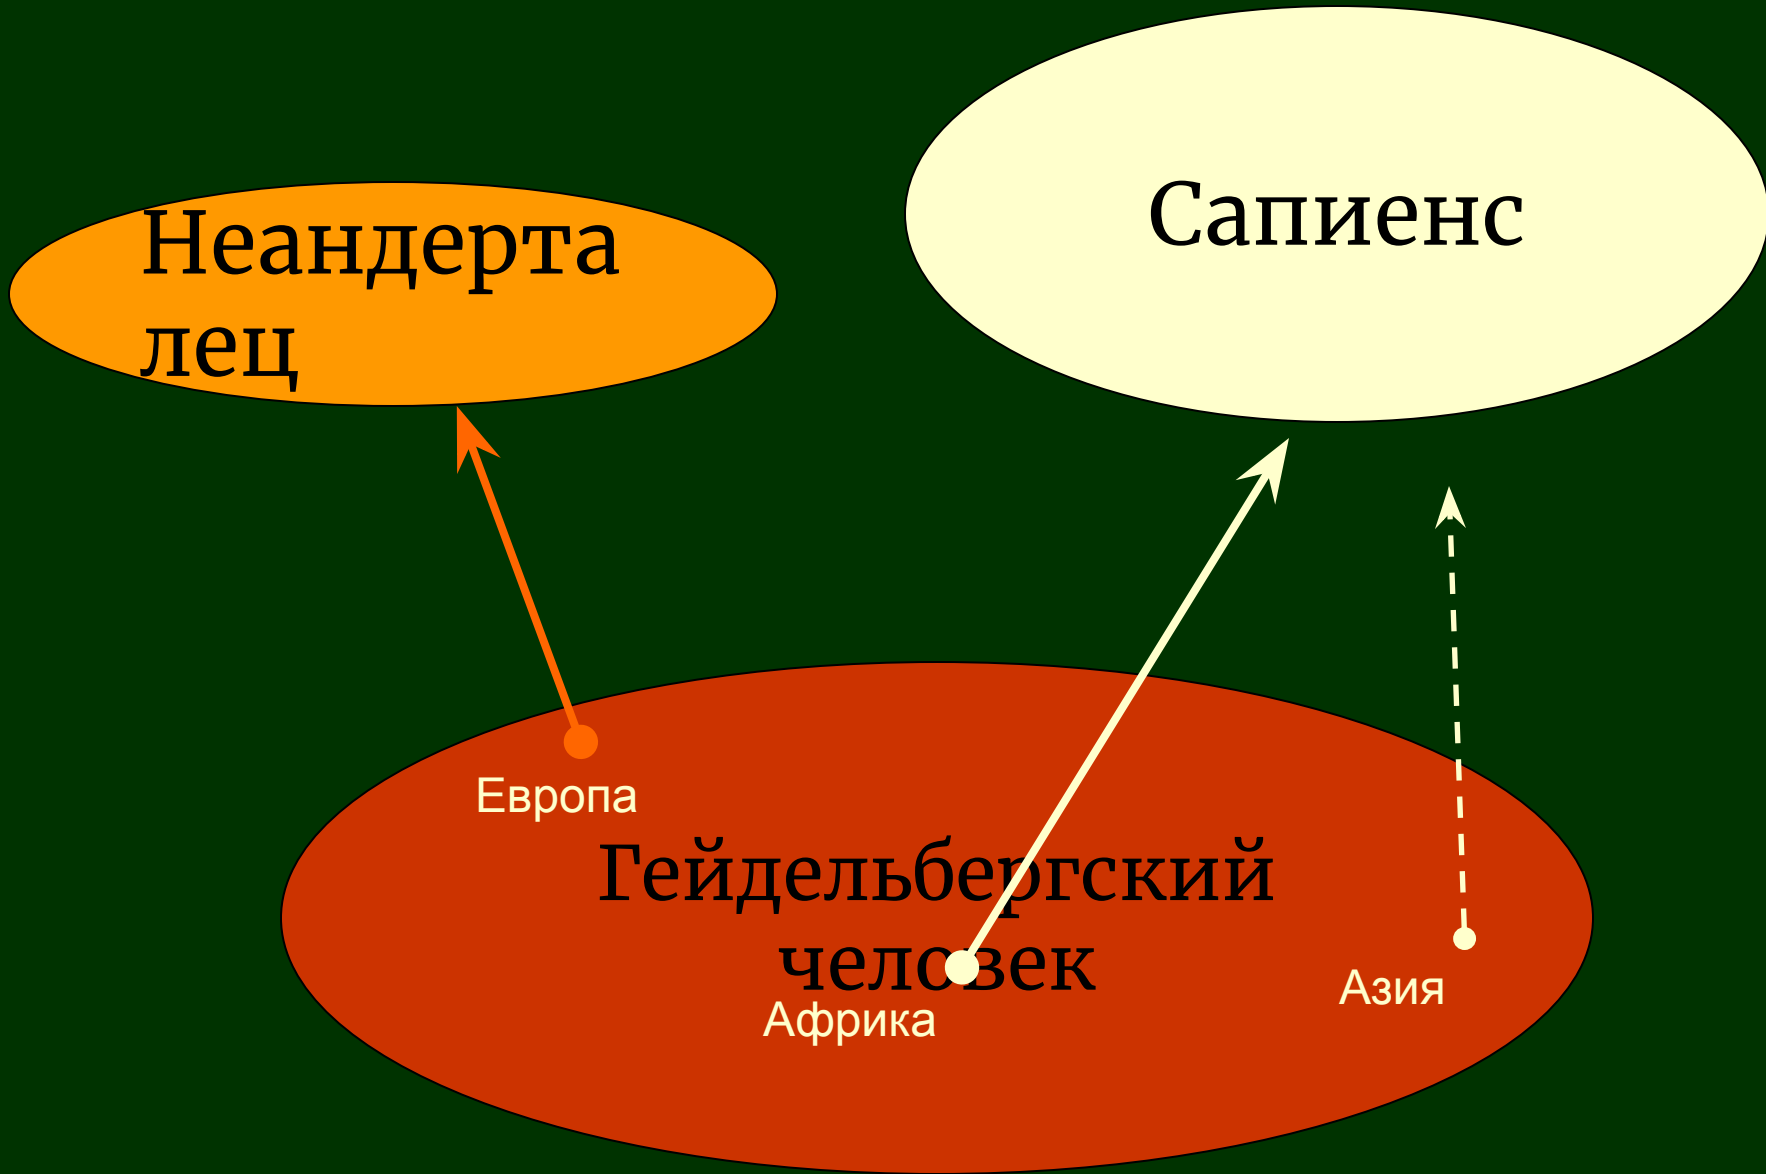 Сапиенс
Неандерта
лец
Европа
Гейдельбергский
человек
Африка
Азия